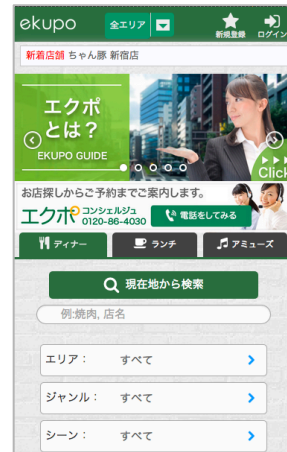 ekupo
全エリア
新規登録
ログイン
新着店舗 ちゃん豚 新宿店
エクポ
とは？
EKUPO GUIDE
Click
お店探しからご予約までご案内します。
エクポ コンシェルジュ 0120-86-4030
電話をしてみる
ディナー
ランチ
アミューズ
現在地から検索
例:焼肉, 店名
エリア： すべて
ジャンル： すべて
シーン： すべて